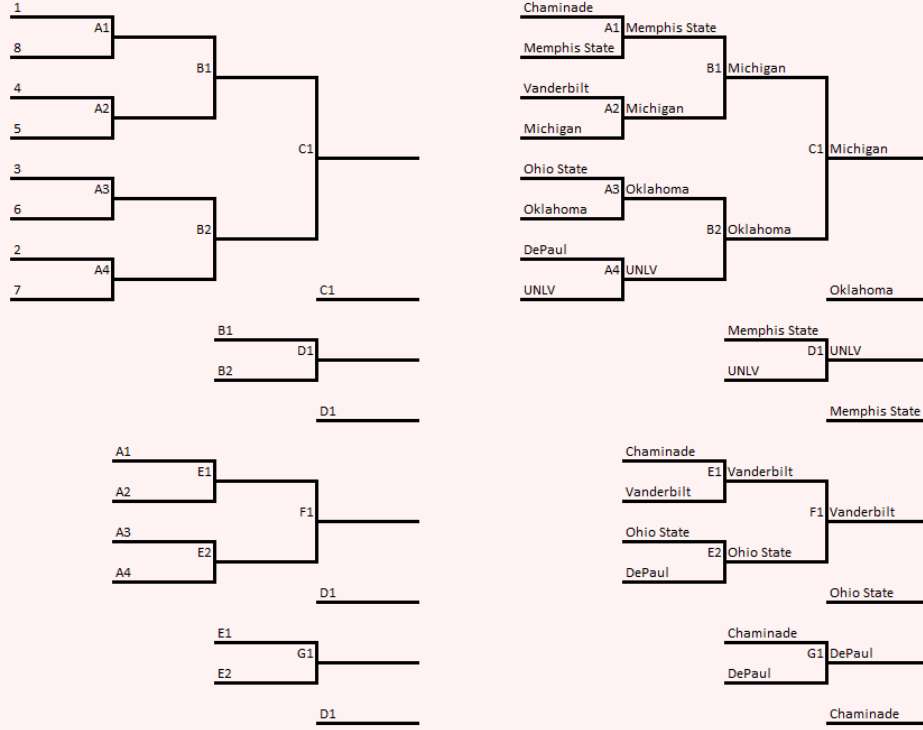 1
A1
8
B1
4
A2
5
C1
3
A3
6
B2
2
A4
7
C1
B1
D1
B2
D1
A1
E1
A2
F1
A3
E2
A4
D1
E1
G1
E2
D1
Chaminade
A1 Memphis State
Memphis State
B1 Michigan
Vanderbilt
A2 Michigan
Michigan
C1 Michigan
Ohio State
A3 Oklahoma
Oklahoma
B2 Oklahoma
DePaul
A4 UNLV
UNLV
Oklahoma
Memphis State
D1 UNLV
UNLV
Memphis State
Chaminade
E1 Vanderbilt
Vanderbilt
F1 Vanderbilt
Ohio State
E2 Ohio State
DePaul
Ohio State
Chaminade
G1 DePaul
DePaul
Chaminade